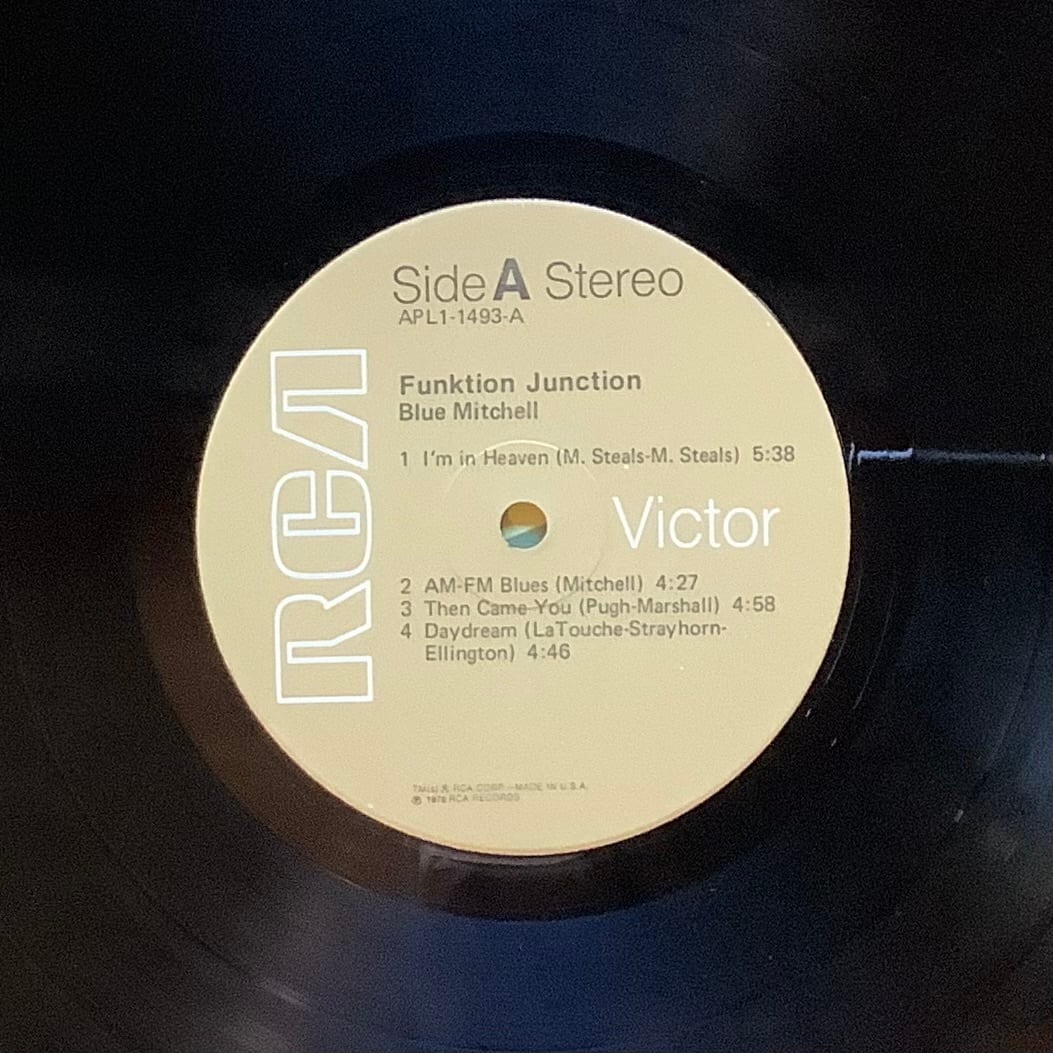 Side A Stereo
APL1-1493-A
RCA
Funktion Junction
Blue Mitchell
1 I'm in Heaven (M. Steals-M. Steals) 5:38
Victor
2 AM-FM Blues (Mitchell) 4:27
3 Then Came You (Pugh-Marshall) 4:58
4 Daydream (LaTouche-Strayhorn-
Ellington) 4:46
TM(s) ® RCA CORP.—MADE IN U.S.A.
℗ 1976 RCA RECORDS